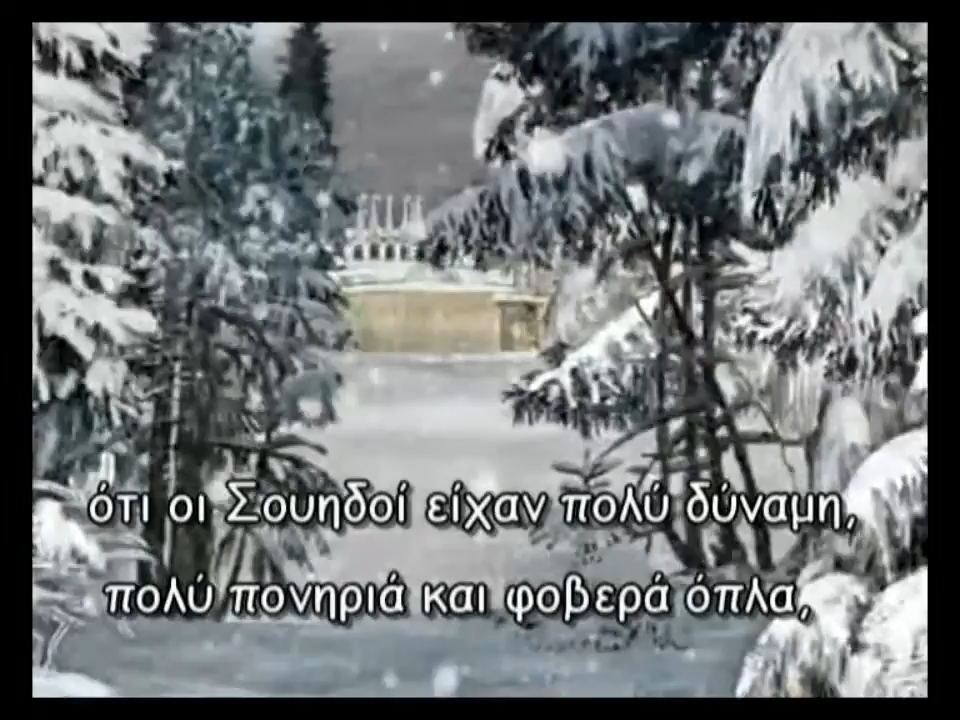 ότι οι Σουηδοί είχαν πολύ δύναμη,
πολύ πονηριά και φοβερά όπλα,